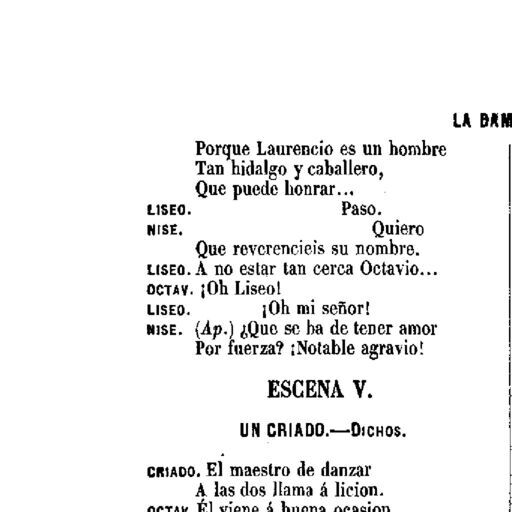 LA DAM
Porque Laurencio es un hombre
Tan hidalgo y caballero,
Que puede honrar...
LISEO. Paso.
NISE. Quiero
Que reverencieis su nombre.
LISEO. A no estar tan cerca Octavio...
OCTAV. ¡Oh Liseo!
LISEO. ¡Oh mi señor!
NISE. (Ap.) ¿Que se ha de tener amor
Por fuerza? ¡Notable agravio!
ESCENA V.
UN CRIADO.—DICHOS.
CRIADO. El maestro de danzar
A las dos llama á licion.
OCTAV. Él viene á buena ocasion